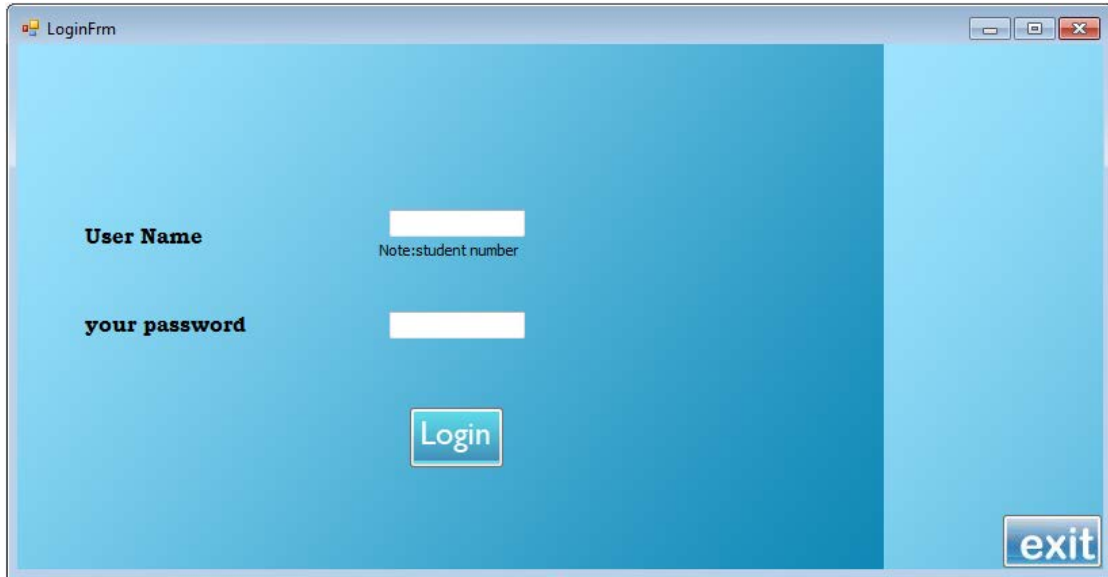 LoginFrm
User Name
Note:student number
your password
Login
exit